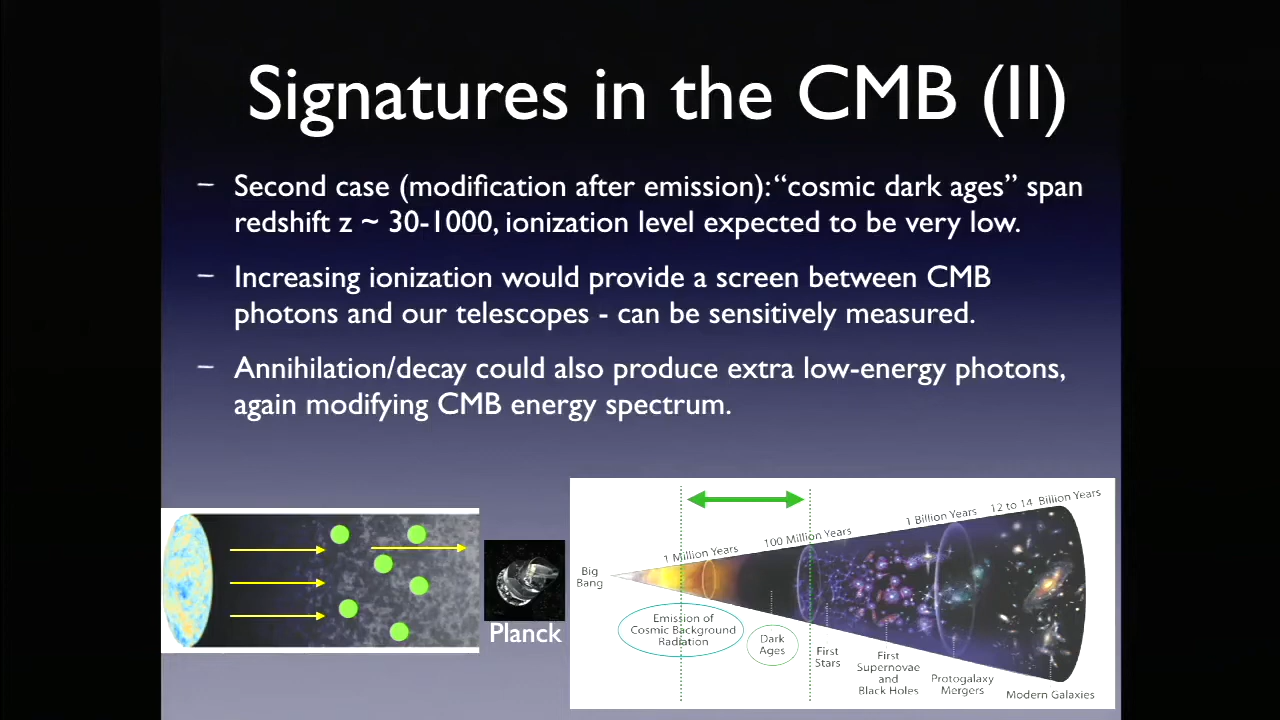 Signatures in the CMB (II)
– Second case (modification after emission): “cosmic dark ages” span
redshift z ~ 30-1000, ionization level expected to be very low.
– Increasing ionization would provide a screen between CMB
photons and our telescopes - can be sensitively measured.
– Annihilation/decay could also produce extra low-energy photons,
again modifying CMB energy spectrum.
Planck
Big
Bang
1 Million Years
100 Million Years
1 Billion Years
12 to 14 Billion Years
Emission of
Cosmic Background
Radiation
Dark
Ages
First
Stars
First
Supernovae
and
Black Holes
Protogalaxy
Mergers
Modern Galaxies